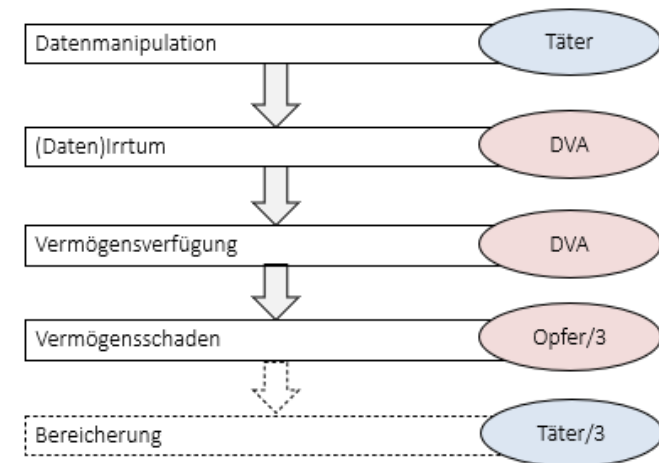 Datenmanipulation Täter
(Daten)Irrtum DVA
Vermögensverfügung DVA
Vermögensschaden Opfer/3
Bereicherung Täter/3